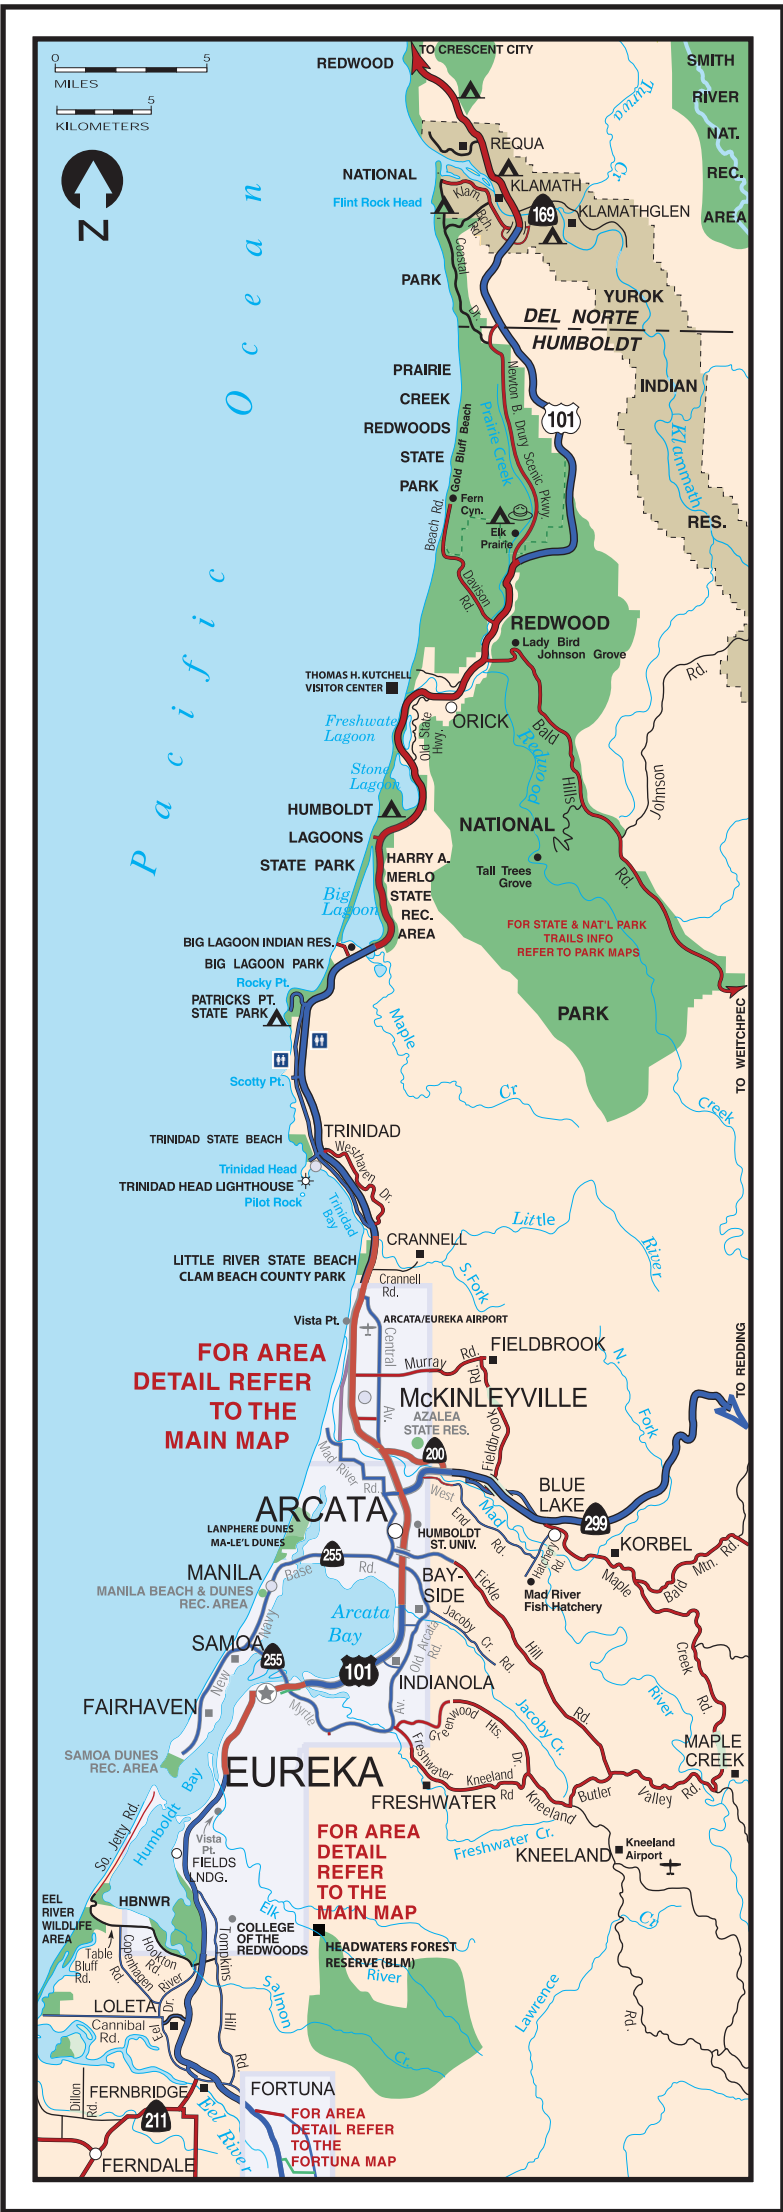 0 5
MILES
5
KILOMETERS
N
TO CRESCENT CITY
REDWOOD
SMITH
RIVER
NAT.
REC.
AREA
Turwa
Cr
REQUA
NATIONAL
Flint Rock Head
KLAMATH
Klam.
Bch.
Rd.
169
KLAMATHGLEN
Coastal
Dr.
PARK
YUROK
DEL NORTE
HUMBOLDT
INDIAN
RES.
Klammath
PRAIRIE
CREEK
REDWOODS
STATE
PARK
101
Newton B. Drury Scenic Pkwy.
Prairie Creek
Gold Bluff Beach
Fern
Cyn.
Elk
Prairie
Beach Rd.
Davison
Rd.
Pacific Ocean
REDWOOD
Lady Bird
Johnson Grove
THOMAS H. KUTCHELL
VISITOR CENTER
Freshwater
Lagoon
ORICK
Old State
Hwy.
Redwood
Bald
Hills
Rd.
Johnson
Rd.
Stone
Lagoon
HUMBOLDT
LAGOONS
STATE PARK
NATIONAL
HARRY A.
MERLO
STATE
REC.
AREA
Tall Trees
Grove
Big
Lagoon
FOR STATE & NAT'L PARK
TRAILS INFO
REFER TO PARK MAPS
BIG LAGOON INDIAN RES.
BIG LAGOON PARK
Rocky Pt.
PATRICKS PT.
STATE PARK
PARK
TO WEITCHPEC
Maple
Cr
Creek
Scotty Pt.
TRINIDAD STATE BEACH
TRINIDAD
Westhaven
Dr.
Trinidad Head
TRINIDAD HEAD LIGHTHOUSE
Pilot Rock
Trinidad
Bay
Little
River
CRANNELL
LITTLE RIVER STATE BEACH
CLAM BEACH COUNTY PARK
Crannell
Rd.
S. Fork
Vista Pt.
ARCATA/EUREKA AIRPORT
FOR AREA
DETAIL REFER
TO THE
MAIN MAP
Central
Av.
Murray
Rd.
FIELDBROOK
Fieldbrook
Rd.
N.
Fork
TO REDDING
McKINLEYVILLE
AZALEA
STATE RES.
200
Mad River
Rd.
West
End
Rd.
Mad
River
BLUE
LAKE
299
ARCATA
LANPHERE DUNES
MA-LE'L DUNES
HUMBOLDT
ST. UNIV.
KORBEL
Hatchery
Rd.
Maple
Creek
Rd.
Bald
Mtn.
Rd.
255
MANILA
MANILA BEACH & DUNES
REC. AREA
Base
Rd.
BAY-
SIDE
Fickle
Hill
Rd.
Mad River
Fish Hatchery
Arcata
Bay
Jacoby
Cr.
Rd.
Old Arcata
Rd.
SAMOA
New
Navy
255
101
INDIANOLA
FAIRHAVEN
Myrtle
Av.
Greenwood
Hts.
Dr.
Jacoby Cr.
SAMOA DUNES
REC. AREA
EUREKA
Freshwater
Kneeland
Rd
FRESHWATER
Kneeland
Butler
Valley
Rd.
MAPLE
CREEK
So. Jetty Rd.
Humboldt
Bay
Vista
Pt.
FIELDS
LNDG.
FOR AREA
DETAIL
REFER
TO THE
MAIN MAP
Freshwater Cr.
KNEELAND
Kneeland
Airport
EEL
RIVER
WILDLIFE
AREA
HBNWR
COLLEGE
OF THE
REDWOODS
Elk
River
HEADWATERS FOREST
RESERVE (BLM)
Table
Bluff
Rd.
Copenhagen
Rd.
Hookton
Rd.
Eel
River
Dr.
Tompkins
Hill
Rd.
Salmon
Cr.
Lawrence
Cr
Rd.
LOLETA
Cannibal
Rd.
FERNBRIDGE
Dillon
Rd.
211
Eel River
FORTUNA
FOR AREA
DETAIL REFER
TO THE
FORTUNA MAP
FERNDALE